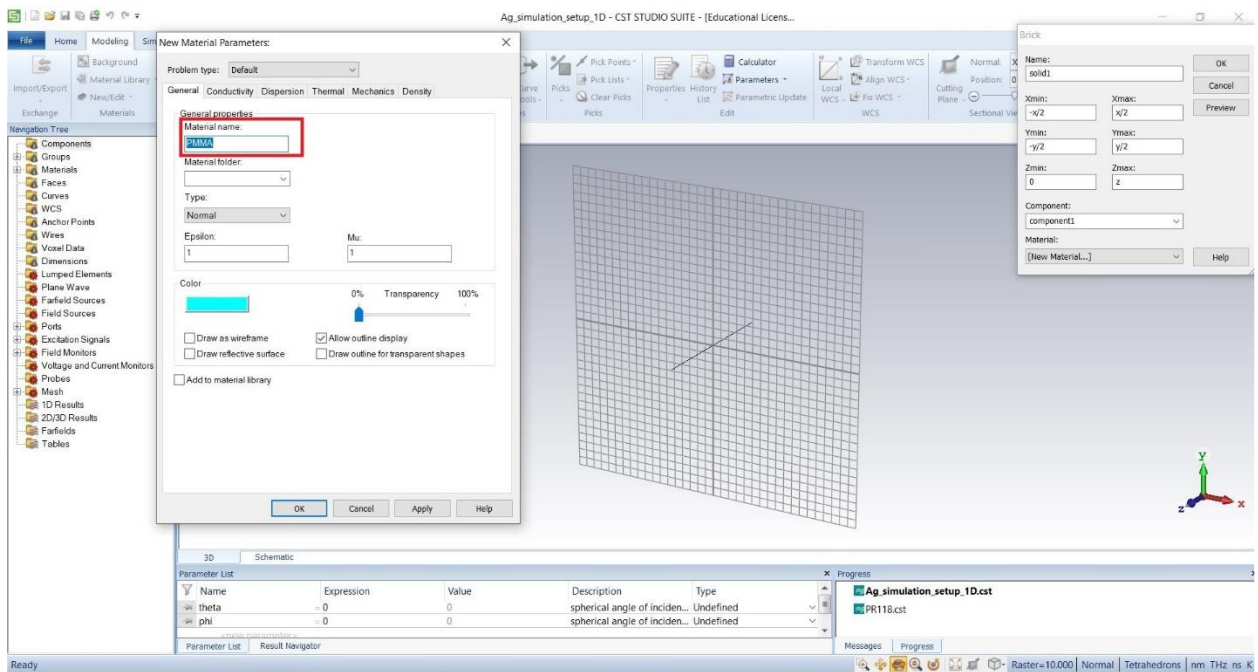 Ag_simulation_setup_1D - CST STUDIO SUITE - [Educational Licens...
File Home Modeling Sim
Import/Export
Background
Material Library
New/Edit
Exchange Materials
Picks
Pick Points
Pick Lists
Clear Picks
Picks
Properties History List
Calculator
Parameters
Parametric Update
Edit
Local WCS
Transform WCS
Align WCS
Fix WCS
WCS
Cutting Plane
Normal: X
Position: 0
Sectional Vie
Navigation Tree
Components
Groups
Materials
Faces
Curves
WCS
Anchor Points
Wires
Voxel Data
Dimensions
Lumped Elements
Plane Wave
Farfield Sources
Field Sources
Ports
Excitation Signals
Field Monitors
Voltage and Current Monitors
Probes
Mesh
1D Results
2D/3D Results
Farfields
Tables
New Material Parameters:
Problem type: Default
General Conductivity Dispersion Thermal Mechanics Density
General properties
Material name:
PMMA
Material folder:
Type:
Normal
Epsilon: Mu:
1 1
Color
0% Transparency 100%
Draw as wireframe Allow outline display
Draw reflective surface Draw outline for transparent shapes
Add to material library
OK Cancel Apply Help
Brick
Name:
solid1
OK
Cancel
Preview
Xmin: Xmax:
-x/2 x/2
Ymin: Ymax:
-y/2 y/2
Zmin: Zmax:
0 z
Component:
component1
Material:
[New Material...]
Help
y
z x
3D Schematic
Parameter List
Name Expression Value Description Type
theta = 0 0 spherical angle of inciden... Undefined
phi = 0 0 spherical angle of inciden... Undefined
Parameter List Result Navigator
Progress
Ag_simulation_setup_1D.cst
PR118.cst
Messages Progress
Ready
Raster=10.000 Normal Tetrahedrons nm THz ns K